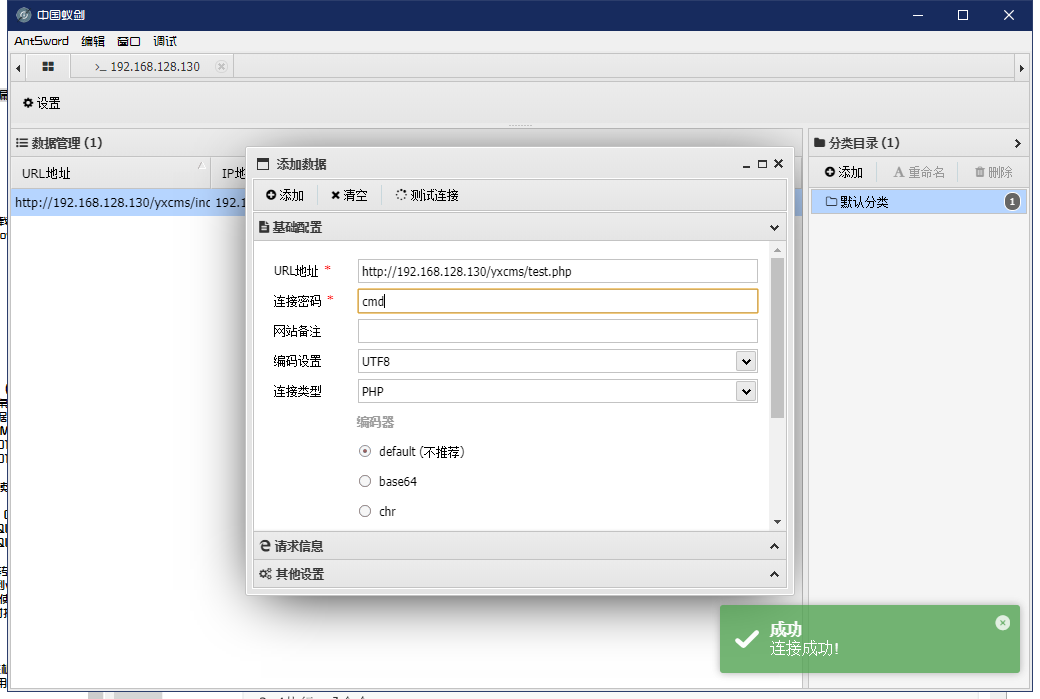 中国蚁剑
AntSword 编辑 窗口 调试
>_ 192.168.128.130
设置
数据管理 (1)
分类目录 (1)
URL地址
IP地
添加 重命名 删除
http://192.168.128.130/yxcms/inc 192.1
默认分类 1
添加数据
添加 清空 测试连接
基础配置
URL地址 * http://192.168.128.130/yxcms/test.php
连接密码 * cmd
网站备注
编码设置 UTF8
连接类型 PHP
编码器
default (不推荐)
base64
chr
请求信息
其他设置
成功
连接成功!